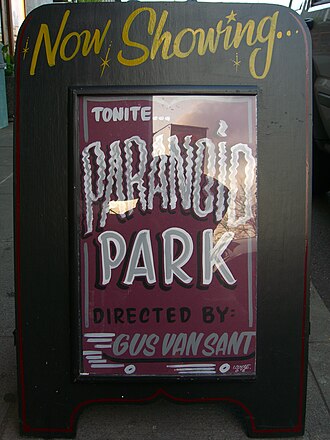 Now Showing...
TONITE...
PARANOID
PARK
DIRECTED BY:
GUS VAN SANT